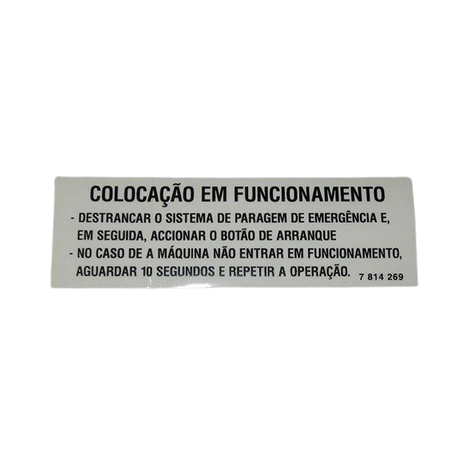 COLOCAÇÃO EM FUNCIONAMENTO
- DESTRANCAR O SISTEMA DE PARAGEM DE EMERGÊNCIA E,
EM SEGUIDA, ACCIONAR O BOTÃO DE ARRANQUE
- NO CASO DE A MÁQUINA NÃO ENTRAR EM FUNCIONAMENTO,
AGUARDAR 10 SEGUNDOS E REPETIR A OPERAÇÃO. 7 814 269